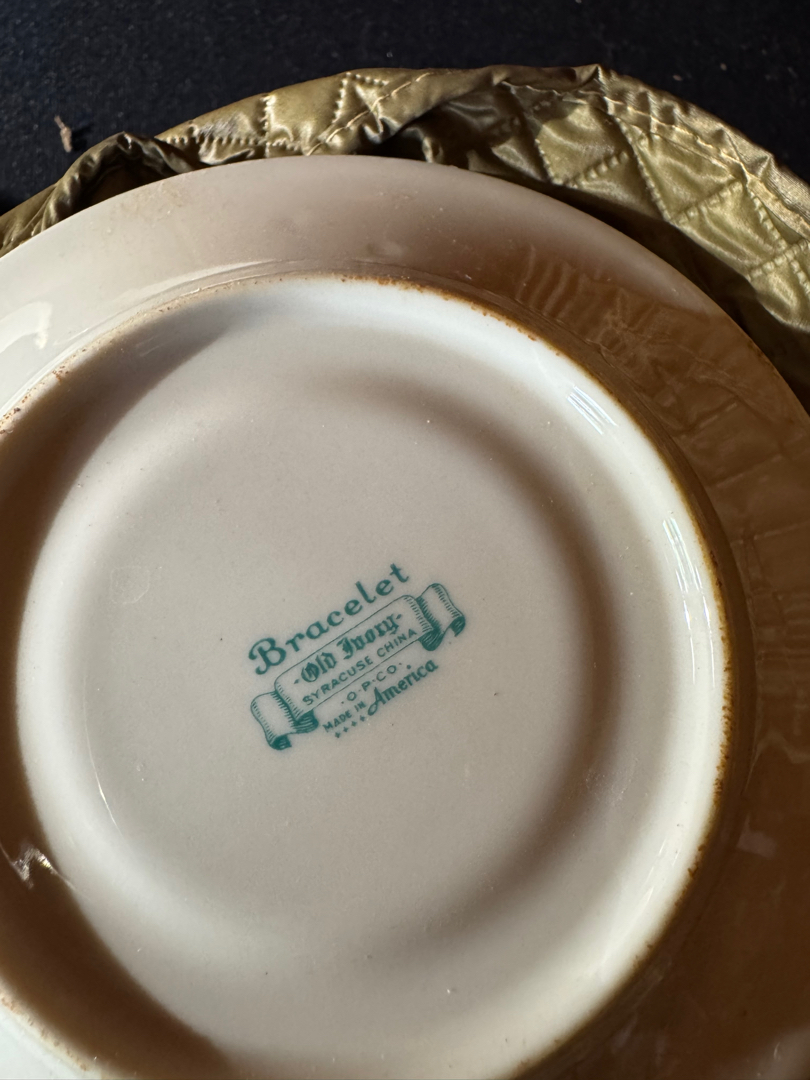 Bracelet
·Old Ivory·
SYRACUSE CHINA
·O·P·CO·
MADE IN America